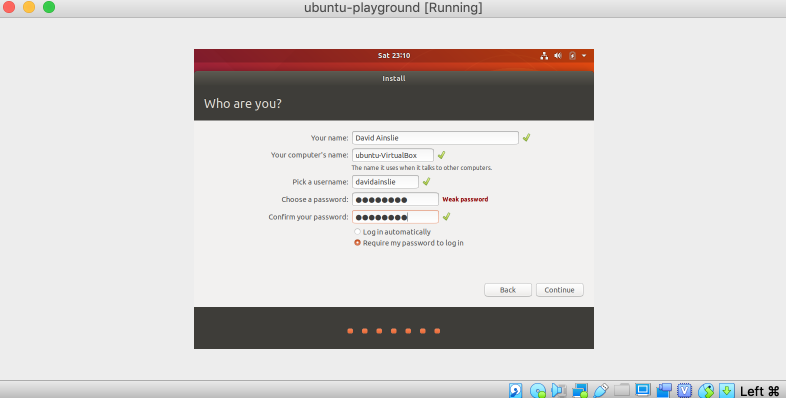 ubuntu-playground [Running]
Sat 23:10
Install
Who are you?
Your name: David Ainslie
Your computer's name: ubuntu-VirtualBox
The name it uses when it talks to other computers.
Pick a username: davidainslie
Choose a password: ●●●●●●●● Weak password
Confirm your password: ●●●●●●●●
Log in automatically
Require my password to log in
Back Continue
Left ⌘